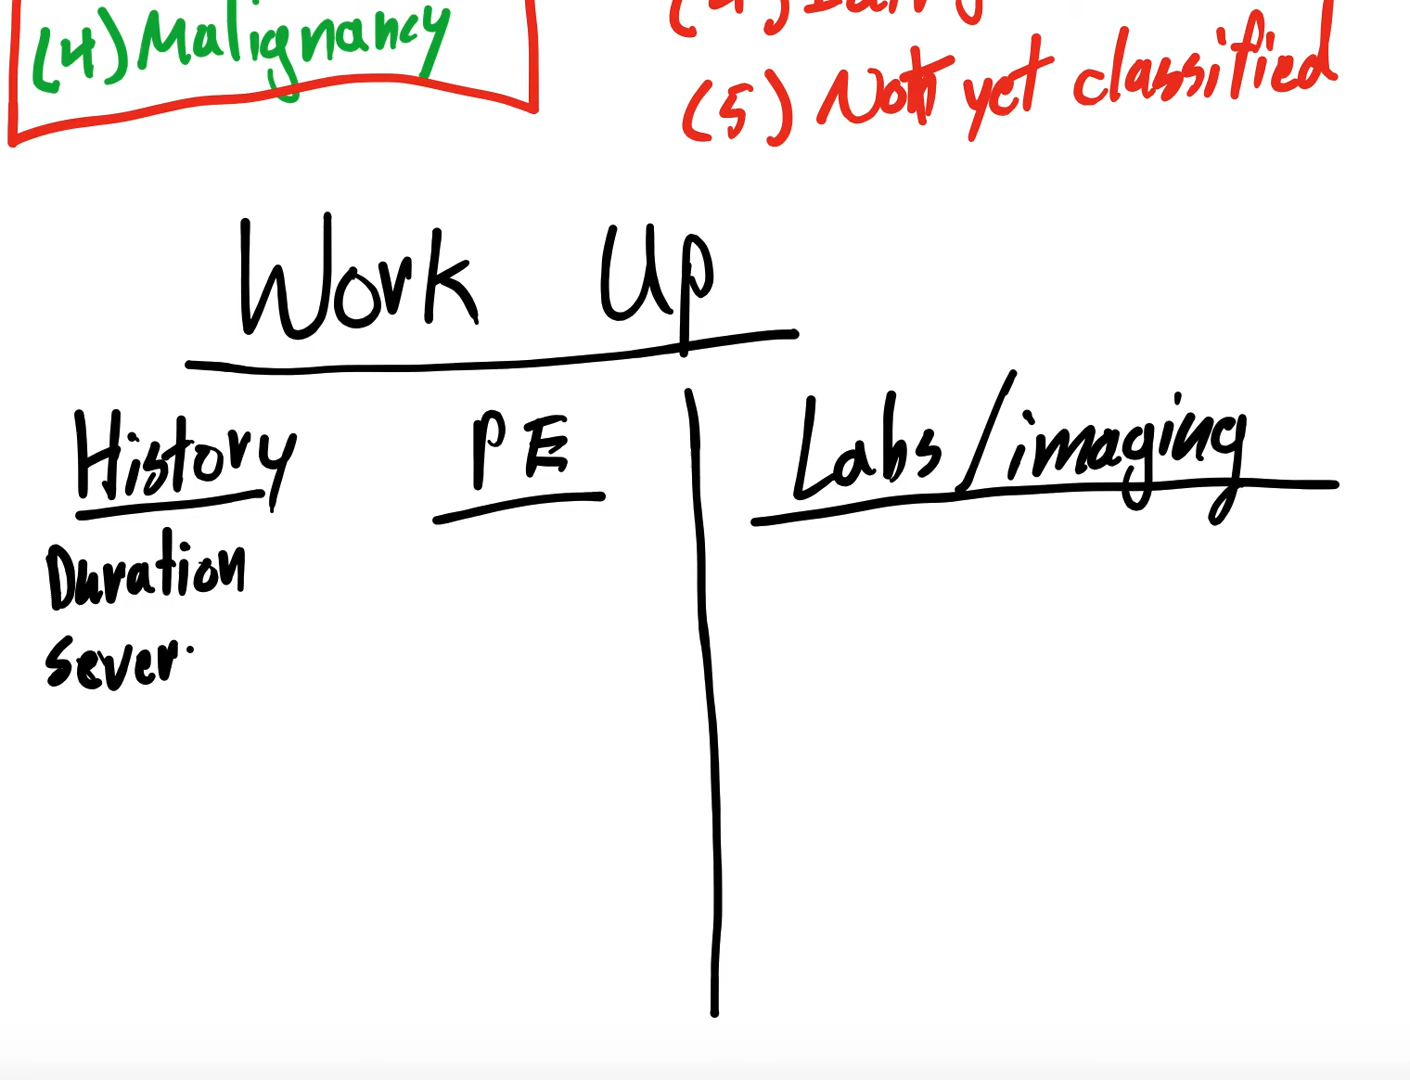 (4) Malignancy
(5) Not yet classified
Work Up
History PE Labs/imaging
Duration
Sever